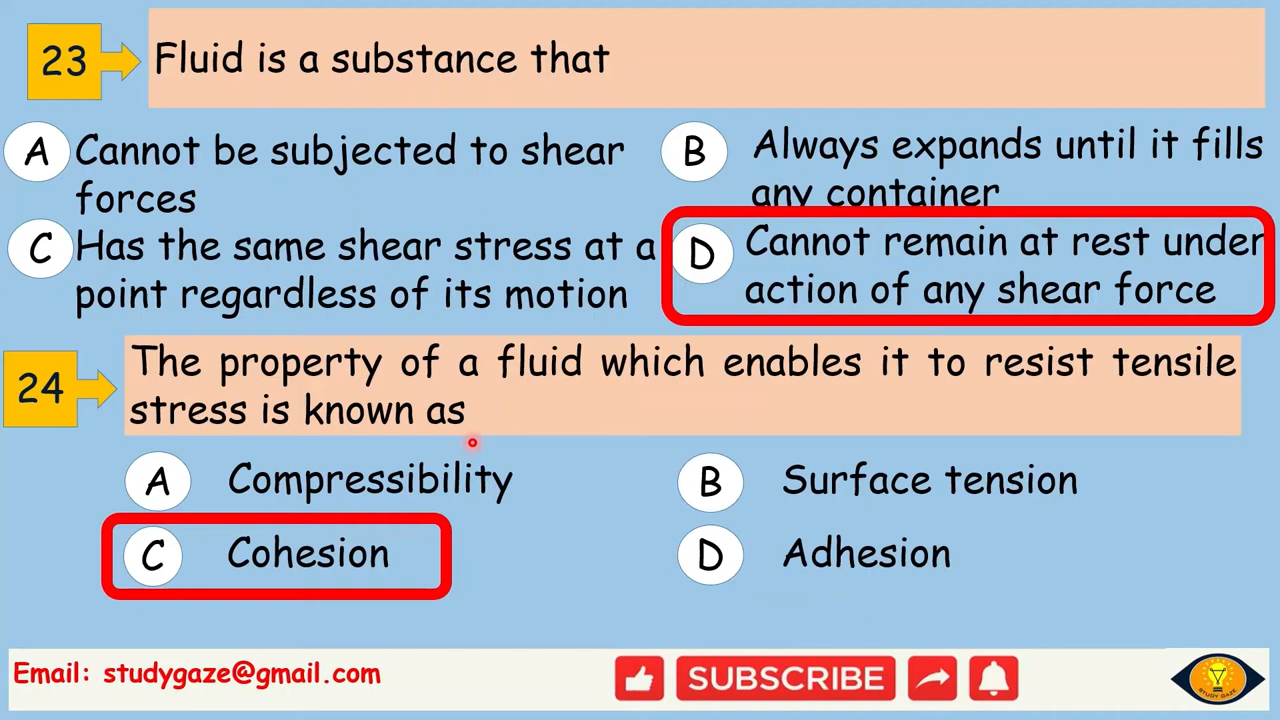 23
Fluid is a substance that
A
Cannot be subjected to shear
forces
B
Always expands until it fills
any container
C
Has the same shear stress at a
point regardless of its motion
D
Cannot remain at rest under
action of any shear force
24
The property of a fluid which enables it to resist tensile
stress is known as
A
Compressibility
B
Surface tension
C
Cohesion
D
Adhesion
Email: studygaze@gmail.com
SUBSCRIBE
STUDY GAZE